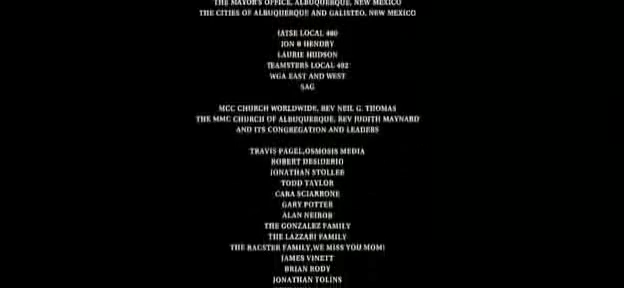 THE MAYOR'S OFFICE, ALBUQUERQUE, NEW MEXICO
THE CITIES OF ALBUQUERQUE AND GALISTEO, NEW MEXICO
IATSE LOCAL 480
JON B HENDRY
LAURIE HUDSON
TEAMSTERS LOCAL 492
WGA EAST AND WEST
SAG
MCC CHURCH WORLDWIDE, REV NEIL G. THOMAS
THE MMC CHURCH OF ALBUQUERQUE, REV JUDITH MAYNARD
AND ITS CONGREGATION AND LEADERS
TRAVIS PAGEL,OSMOSIS MEDIA
ROBERT DESIDERIO
JONATHAN STOLLER
TODD TAYLOR
CARA SCIARRONE
GARY POTTER
ALAN NEIROB
THE GONZALEZ FAMILY
THE LAZZARI FAMILY
THE RAGSTER FAMILY,WE MISS YOU MOM!
JAMES VINETT
BRIAN RODY
JONATHAN TOLINS